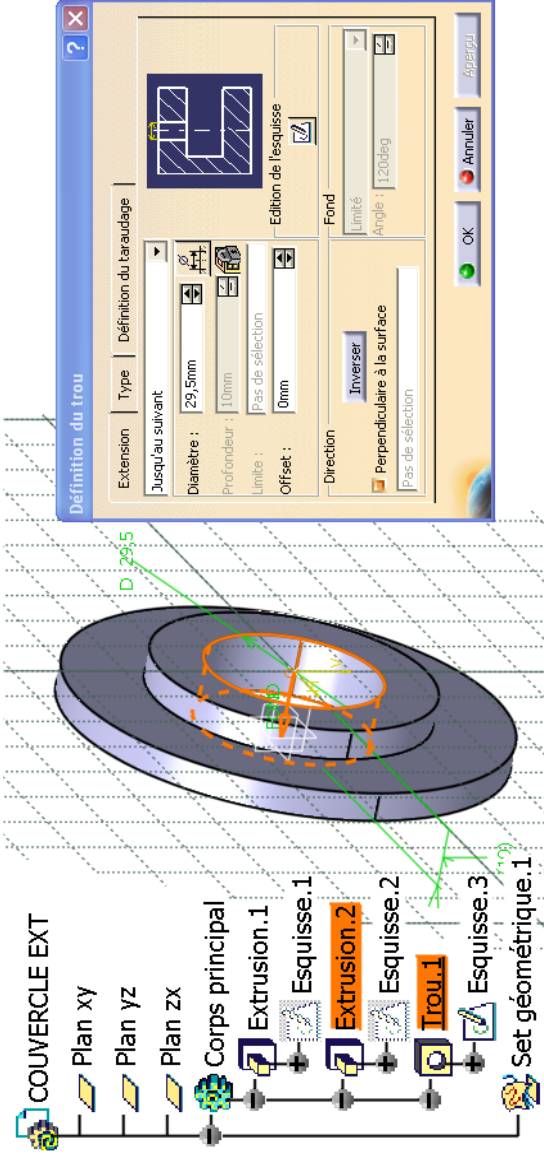 COUVERCLE EXT
Plan xy
Plan yz
Plan zx
Corps principal
Extrusion.1
Esquisse.1
Extrusion.2
Esquisse.2
Trou.1
Esquisse.3
Set géométrique.1
D 29,5
(10)
Définition du trou
Extension
Type
Définition du taraudage
Jusqu'au suivant
Diamètre :
29,5mm
Profondeur :
10mm
Limite :
Pas de sélection
Offset :
0mm
Edition de l'esquisse
Direction
Inverser
Perpendiculaire à la surface
Pas de sélection
Fond
Limité
Angle :
120deg
OK
Annuler
Aperçu